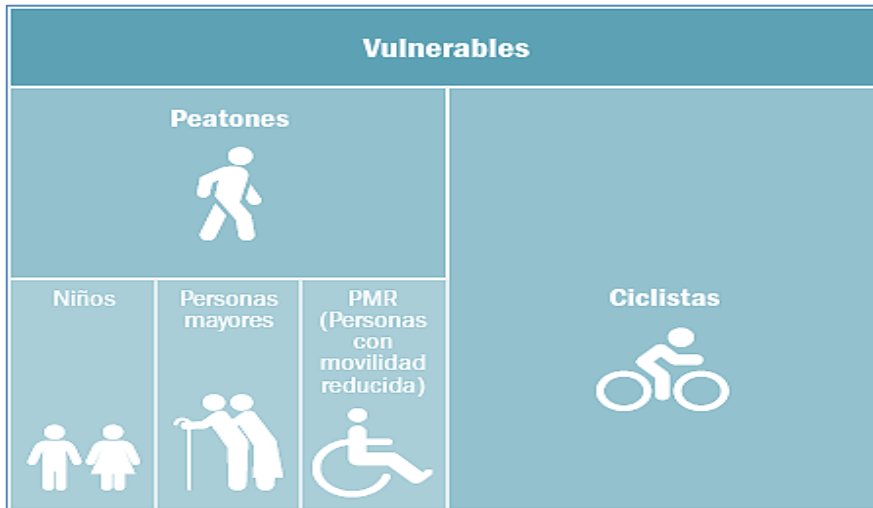 Vulnerables
Peatones
Niños
Personas
mayores
PMR
(Personas
con
movilidad
reducida)
Ciclistas